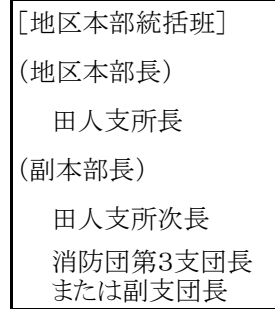 [地区本部統括班]
(地区本部長)
田人支所長
(副本部長)
田人支所次長
消防団第3支団長
または副支団長